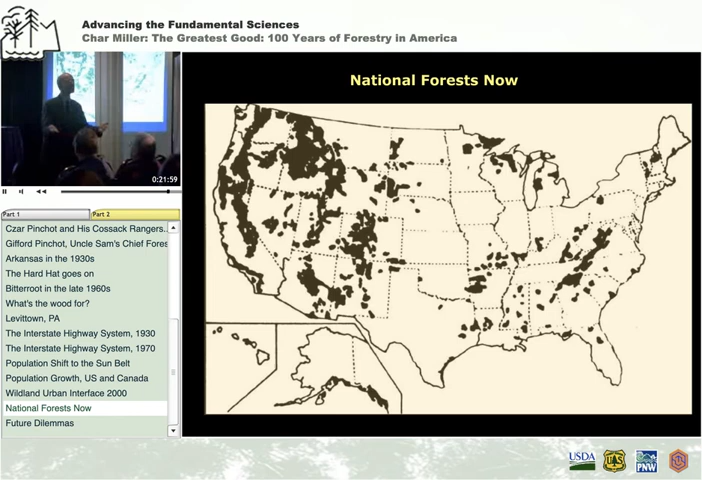 Advancing the Fundamental Sciences
Char Miller: The Greatest Good: 100 Years of Forestry in America
National Forests Now
0:21:59
Part 1
Part 2
Czar Pinchot and His Cossack Rangers..
Gifford Pinchot, Uncle Sam's Chief Fores
Arkansas in the 1930s
The Hard Hat goes on
Bitterroot in the late 1960s
What's the wood for?
Levittown, PA
The Interstate Highway System, 1930
The Interstate Highway System, 1970
Population Shift to the Sun Belt
Population Growth, US and Canada
Wildland Urban Interface 2000
National Forests Now
Future Dilemmas
USDA
UAS
PNW